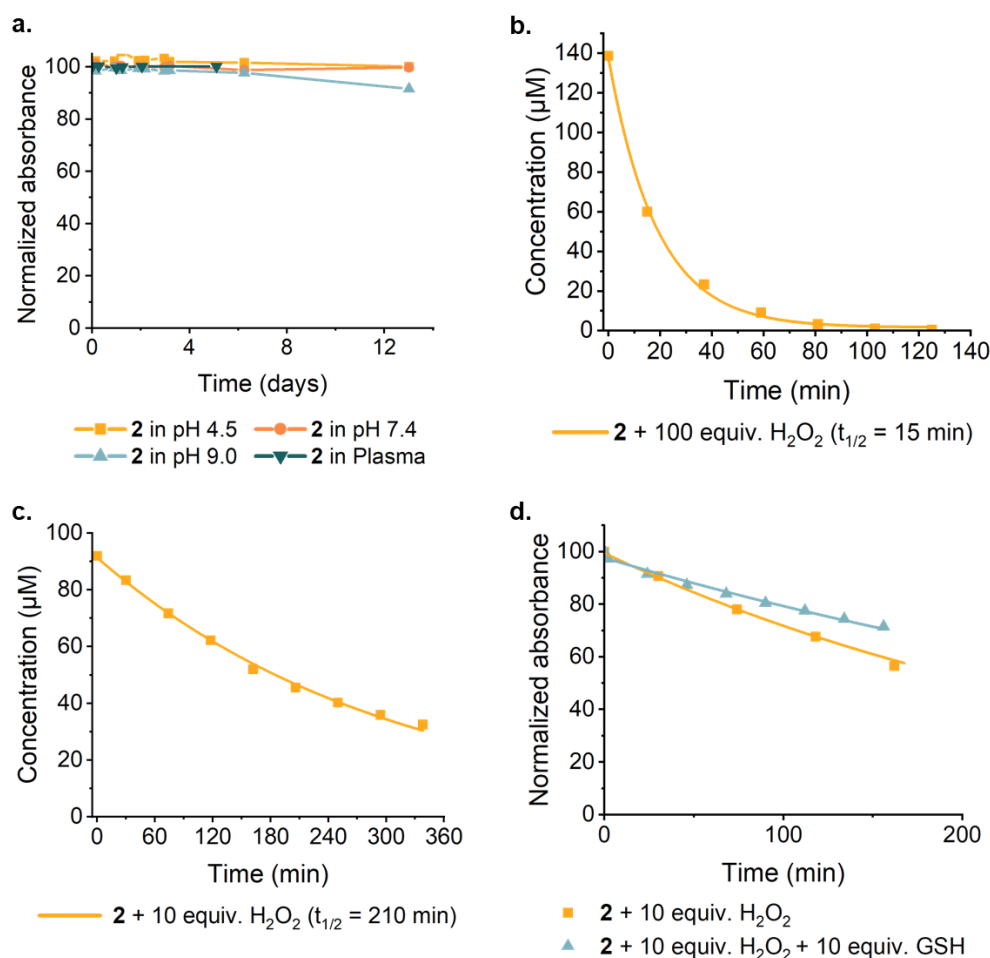 a.
Normalized absorbance
100
80
60
40
20
0
0 4 8 12
Time (days)
2 in pH 4.5 2 in pH 7.4
2 in pH 9.0 2 in Plasma
b.
Concentration (µM)
140
120
100
80
60
40
20
0
0 20 40 60 80 100 120 140
Time (min)
2 + 100 equiv. H₂O₂ (t₁/₂ = 15 min)
c.
Concentration (µM)
100
80
60
40
20
0
0 60 120 180 240 300 360
Time (min)
2 + 10 equiv. H₂O₂ (t₁/₂ = 210 min)
d.
Normalized absorbance
100
80
60
40
20
0
0 100 200
Time (min)
2 + 10 equiv. H₂O₂
2 + 10 equiv. H₂O₂ + 10 equiv. GSH